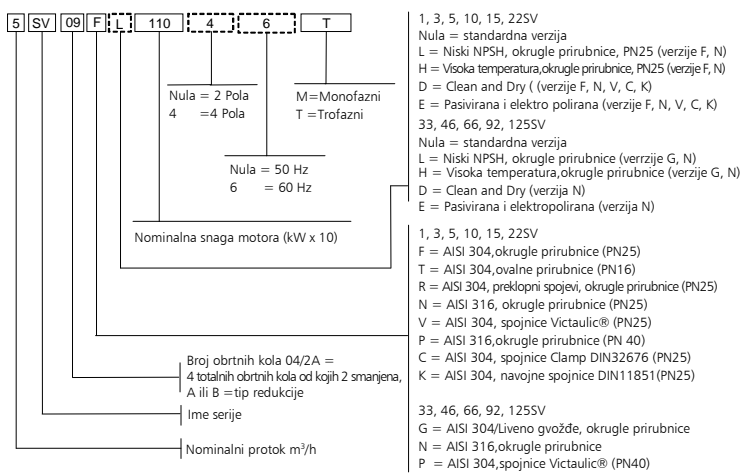 5 SV 09 F L 110 4 6 T
Nula = 2 Pola
4 =4 Pola
M=Monofazni
T =Trofazni
Nula = 50 Hz
6 = 60 Hz
Nominalna snaga motora (kW x 10)
Broj obrtnih kola 04/2A =
4 totalnih obrtnih kola od kojih 2 smanjena,
A ili B =tip redukcije
Ime serije
Nominalni protok m³/h
1, 3, 5, 10, 15, 22SV
Nula = standardna verzija
L = Niski NPSH, okrugle prirubnice, PN25 (verzije F, N)
H = Visoka temperatura,okrugle prirubnice, PN25 (verzije F, N)
D = Clean and Dry ( (verzije F, N, V, C, K)
E = Pasivirana i elektro polirana (verzije F, N, V, C, K)
33, 46, 66, 92, 125SV
Nula = standardna verzija
L = Niski NPSH, okrugle prirubnice (verrzije G, N)
H = Visoka temperatura,okrugle prirubnice (verzije G, N)
D = Clean and Dry (verzija N)
E = Pasivirana i elektropolirana (verzija N)
1, 3, 5, 10, 15, 22SV
F = AISI 304,okrugle prirubnice (PN25)
T = AISI 304,ovalne prirubnice (PN16)
R = AISI 304, preklopni spojevi, okrugle prirubnice (PN25)
N = AISI 316, okrugle prirubnice (PN25)
V = AISI 304, spojnice Victaulic® (PN25)
P = AISI 316,okrugle prirubnice (PN 40)
C = AISI 304, spojnice Clamp DIN32676 (PN25)
K = AISI 304, navojne spojnice DIN11851(PN25)
33, 46, 66, 92, 125SV
G = AISI 304/Liveno gvožđe, okrugle prirubnice
N = AISI 316,okrugle prirubnice
P = AISI 304,spojnice Victaulic® (PN40)